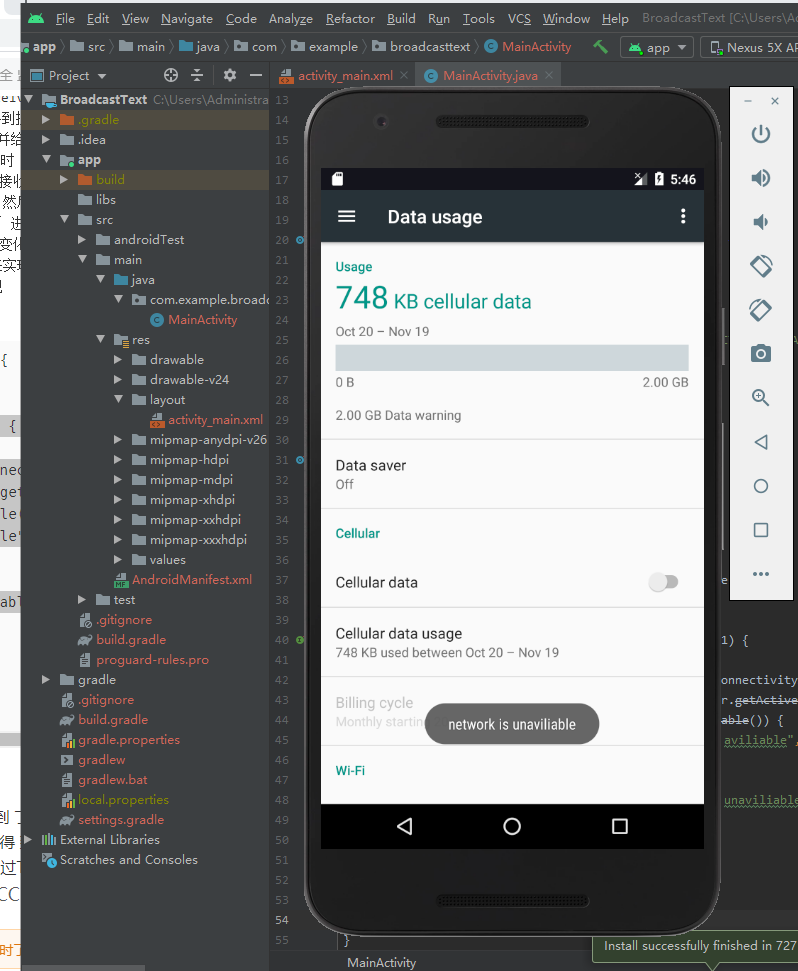 File Edit View Navigate Code Analyze Refactor Build Run Tools VCS Window Help BroadcastText [C:\Users\A
app src main java com example broadcasttext MainActivity app Nexus 5X AP
Project
activity_main.xml
MainActivity.java
BroadcastText C:\Users\Administra
.gradle
.idea
app
build
libs
src
androidTest
main
java
com.example.broadc
MainActivity
res
drawable
drawable-v24
layout
activity_main.xml
mipmap-anydpi-v26
mipmap-hdpi
mipmap-mdpi
mipmap-xhdpi
mipmap-xxhdpi
mipmap-xxxhdpi
values
AndroidManifest.xml
test
.gitignore
build.gradle
proguard-rules.pro
gradle
.gitignore
build.gradle
gradle.properties
gradlew
gradlew.bat
local.properties
settings.gradle
External Libraries
Scratches and Consoles
13
14
15
16
17
18
19
20
21
22
23
24
25
26
27
28
29
30
31
32
33
34
35
36
37
38
39
40
41
42
43
44
45
46
47
48
49
50
51
52
53
54
55
5:46
Data usage
Usage
748 KB cellular data
Oct 20 – Nov 19
0 B 2.00 GB
2.00 GB Data warning
Data saver
Off
Cellular
Cellular data
Cellular data usage
748 KB used between Oct 20 – Nov 19
Billing cycle
Monthly starting
network is unaviliable
Wi-Fi
1) {
onnectivity
r.getActive
able()) {
aviliable",
unaviliable
}
MainActivity
Install successfully finished in 727